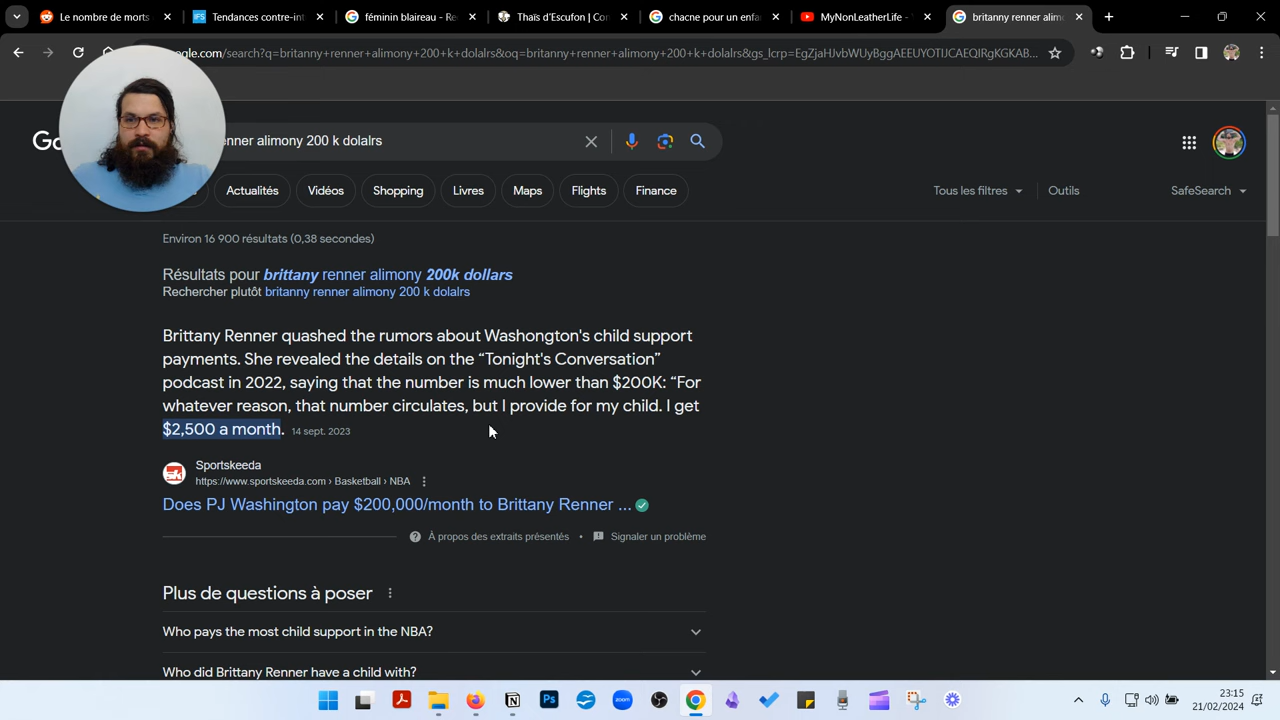 Le nombre de morts
Tendances contre-int
féminin blaireau - Re
Thaïs d'Escufon | Con
chacne pour un enfa
MyNonLeatherLife -
britanny renner alim
.com/search?q=britanny+renner+alimony+200+k+dolalrs&oq=britanny+renner+alimony+200+k+dolalrs&gs_lcrp=EgZjaHJvbWUyBggAEEUYOTIJCAEQIRgKGKAB...
Go
enner alimony 200 k dolalrs
Actualités
Vidéos
Shopping
Livres
Maps
Flights
Finance
Tous les filtres
Outils
SafeSearch
Environ 16 900 résultats (0,38 secondes)
Résultats pour brittany renner alimony 200k dollars
Rechercher plutôt britanny renner alimony 200 k dolalrs
Brittany Renner quashed the rumors about Washongton's child support
payments. She revealed the details on the “Tonight's Conversation”
podcast in 2022, saying that the number is much lower than $200K: “For
whatever reason, that number circulates, but I provide for my child. I get
$2,500 a month. 14 sept. 2023
Sportskeeda
https://www.sportskeeda.com › Basketball › NBA
Does PJ Washington pay $200,000/month to Brittany Renner ...
À propos des extraits présentés • Signaler un problème
Plus de questions à poser
Who pays the most child support in the NBA?
Who did Brittany Renner have a child with?
23:15
21/02/2024